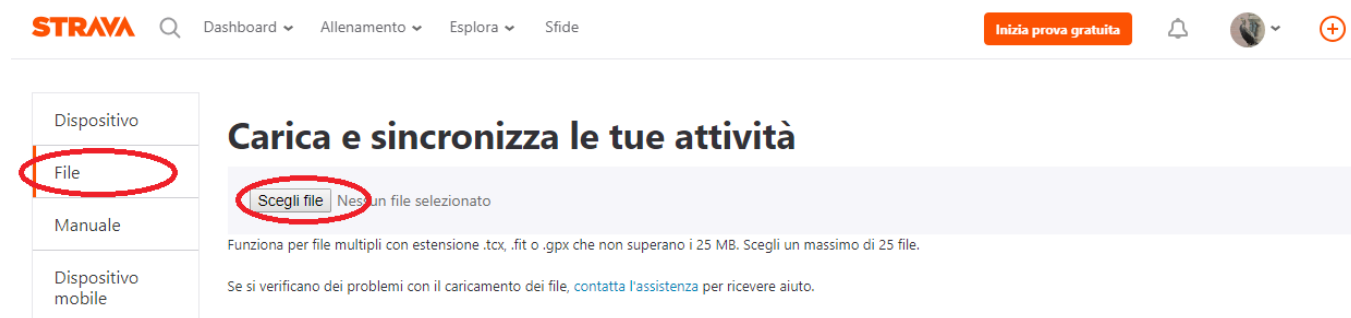 STRAVA Dashboard Allenamento Esplora Sfide Inizia prova gratuita
Dispositivo
File
Manuale
Dispositivo
mobile
Carica e sincronizza le tue attività
Scegli file Nessun file selezionato
Funziona per file multipli con estensione .tcx, .fit o .gpx che non superano i 25 MB. Scegli un massimo di 25 file.
Se si verificano dei problemi con il caricamento dei file, contatta l'assistenza per ricevere aiuto.